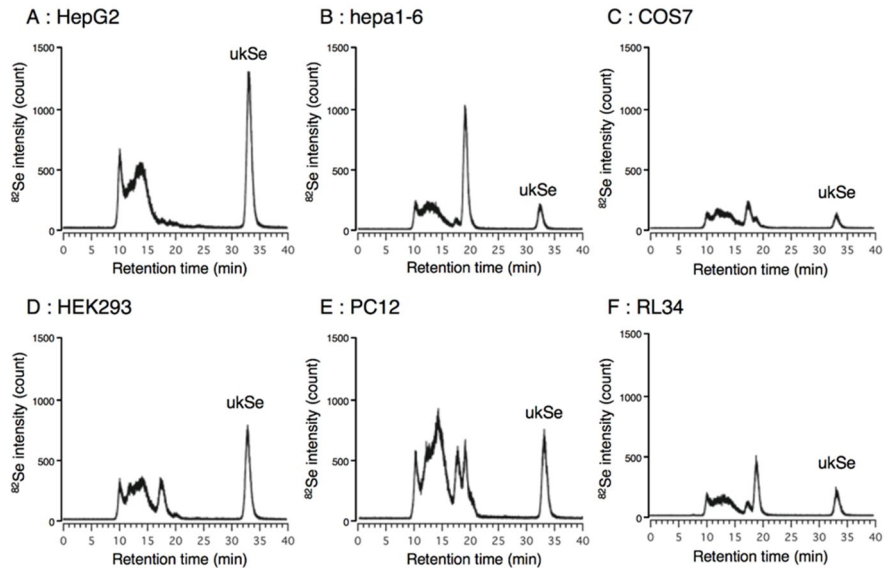 A : HepG2
B : hepa1-6
C : COS7
1500
1000
500
0
⁸²Se intensity (count)
ukSe
0 5 10 15 20 25 30 35 40
Retention time (min)
1500
1000
500
0
⁸²Se intensity (count)
ukSe
0 5 10 15 20 25 30 35 40
Retention time (min)
1500
1000
500
0
⁸²Se intensity (count)
ukSe
0 5 10 15 20 25 30 35 40
Retention time (min)
D : HEK293
E : PC12
F : RL34
1500
1000
500
0
⁸²Se intensity (count)
ukSe
0 5 10 15 20 25 30 35 40
Retention time (min)
1500
1000
500
0
⁸²Se intensity (count)
ukSe
0 5 10 15 20 25 30 35 40
Retention time (min)
1500
1000
500
0
⁸²Se intensity (count)
ukSe
0 5 10 15 20 25 30 35 40
Retention time (min)